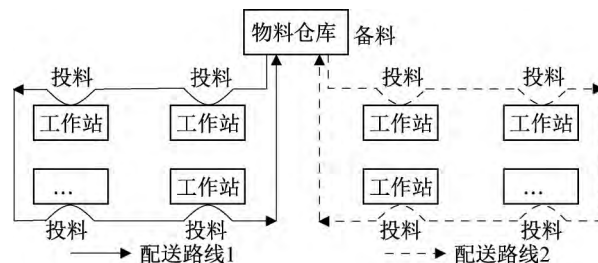 物料仓库 备料
投料 投料 投料 投料
工作站 工作站 工作站 工作站
... 工作站 工作站 ...
投料 投料 投料 投料
配送路线1 配送路线2